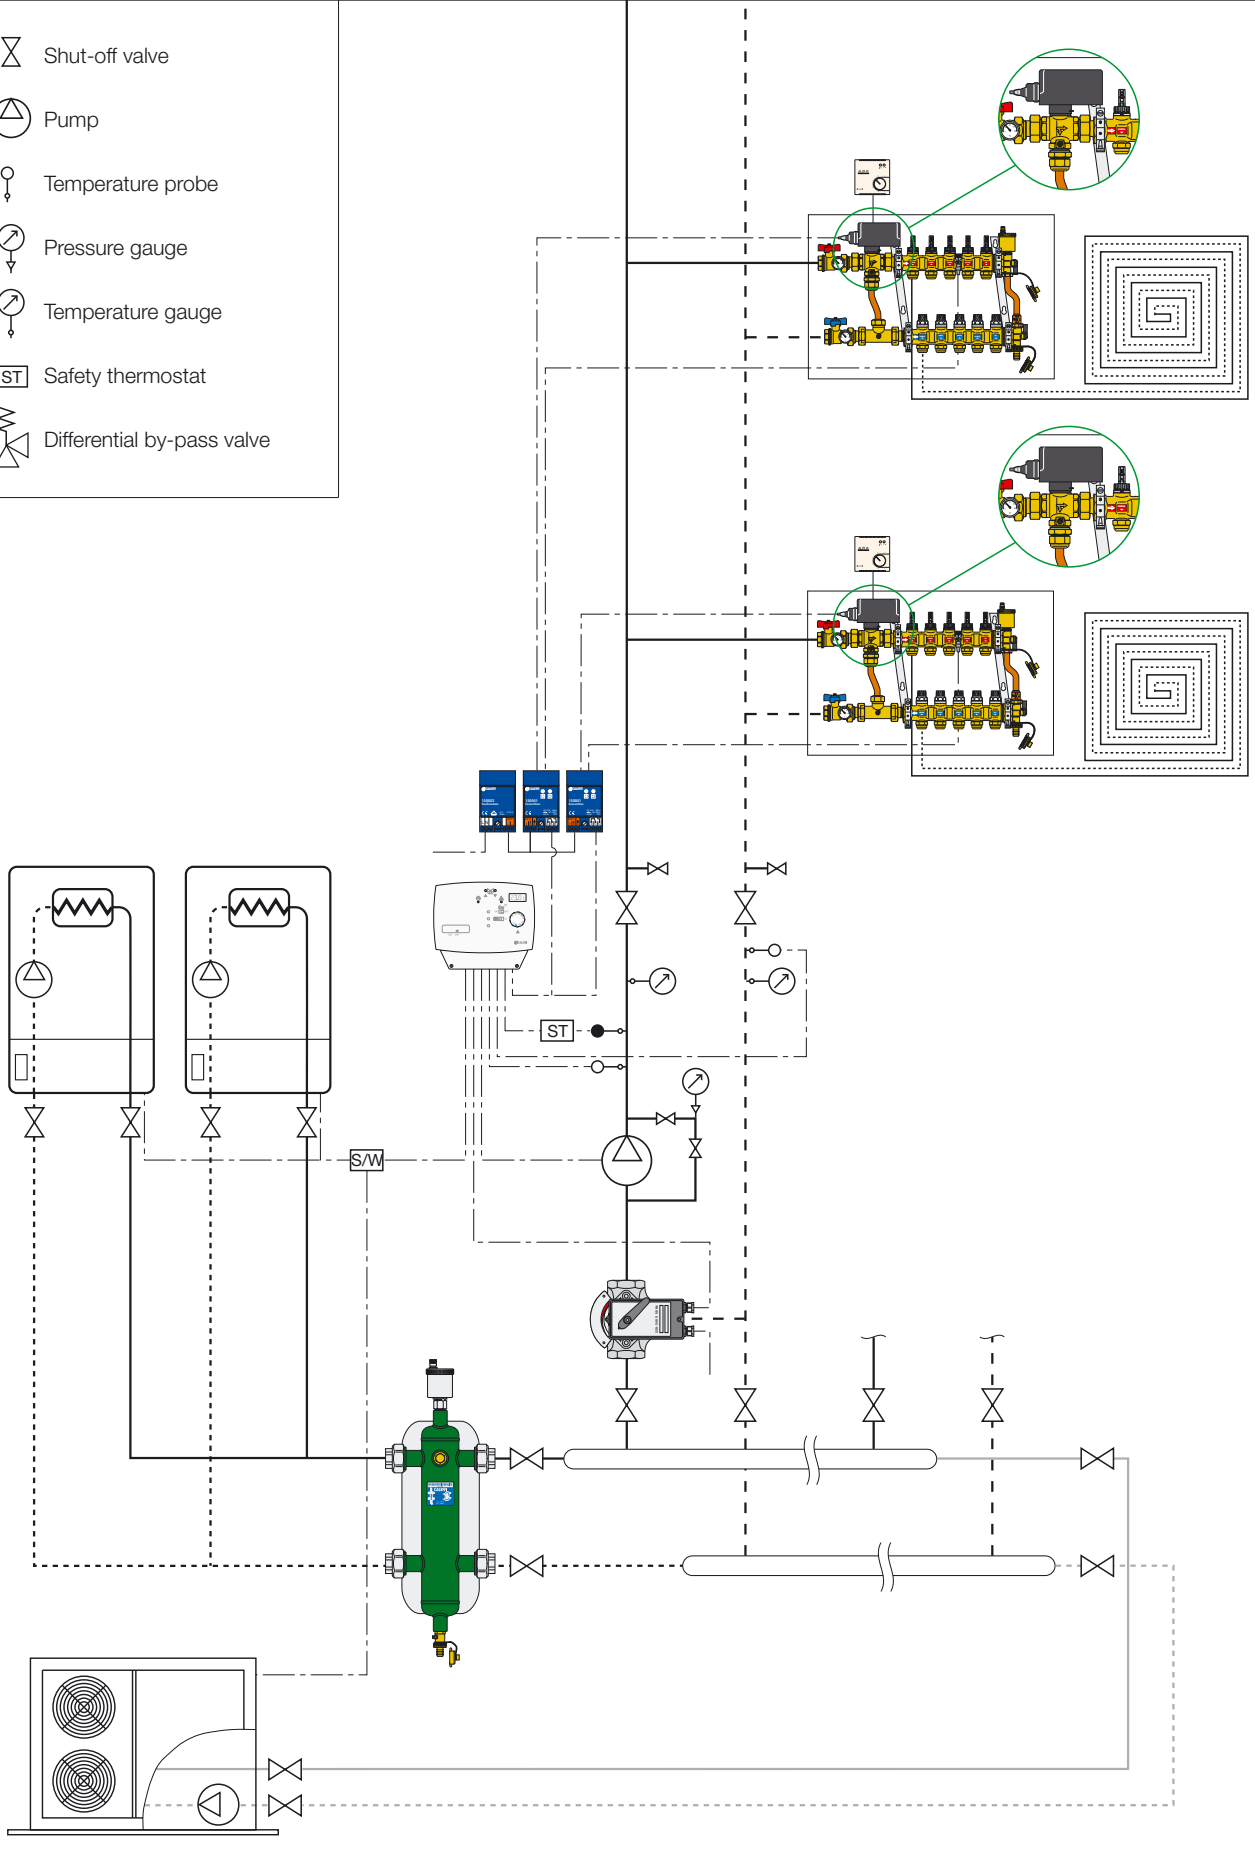 Shut-off valve
Pump
Temperature probe
Pressure gauge
Temperature gauge
ST Safety thermostat
Differential by-pass valve
ST
S/W